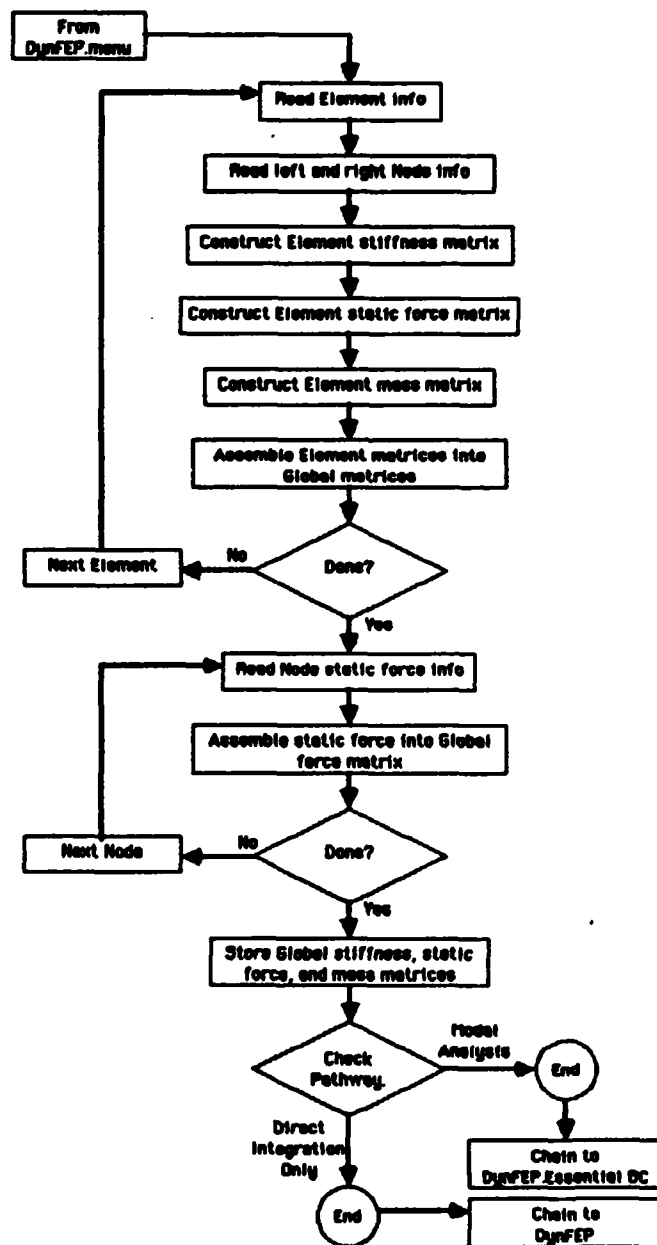 From
DynFEP.menu
Read Element info
Read left and right Node info
Construct Element stiffness matrix
Construct Element static force matrix
Construct Element mass matrix
Assemble Element matrices into
Global matrices
Done?
No
Next Element
Yes
Read Node static force info
Assemble static force into Global
force matrix
Done?
No
Next Node
Yes
Store Global stiffness, static
force, and mass matrices
Check
Pathway.
Modal
Analysis
End
Direct
Integration
Only
Chain to
DynFEP.Essential BC
End
Chain to
DynFEP